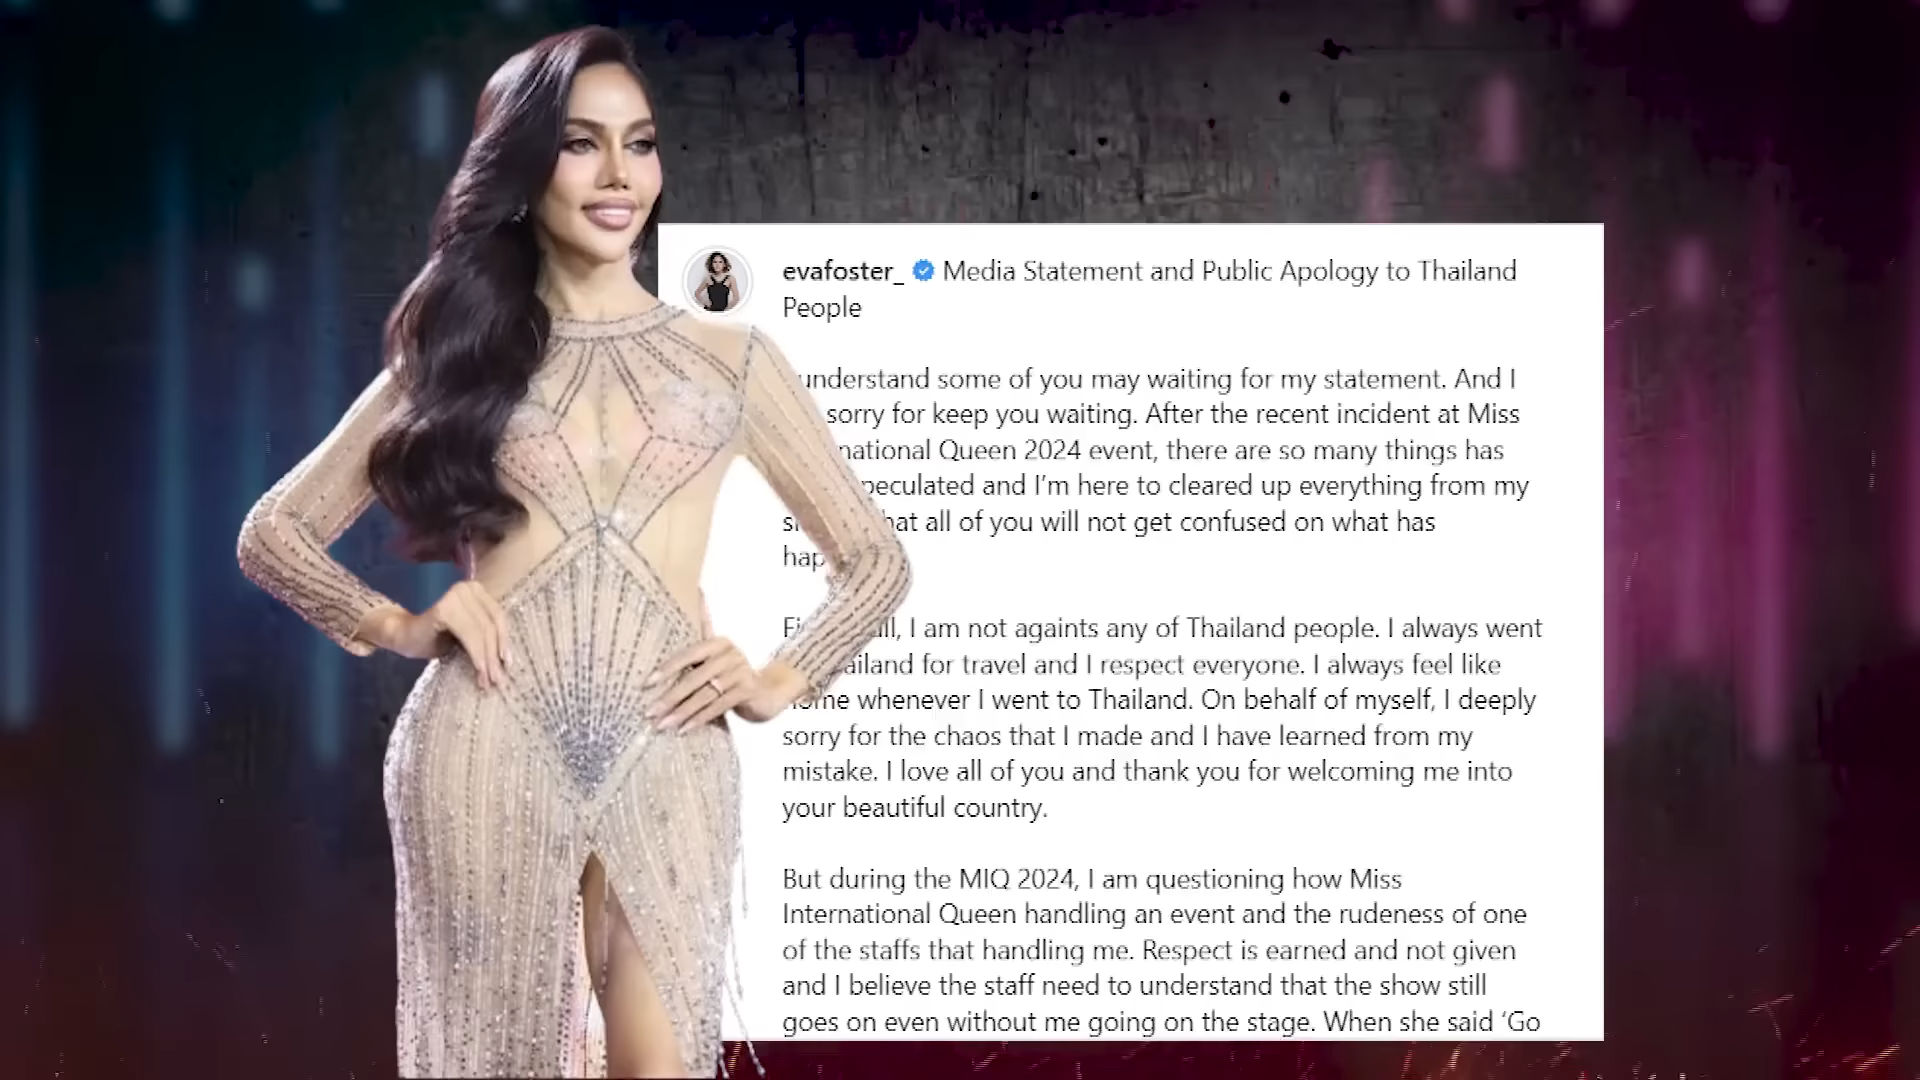 evafoster_ Media Statement and Public Apology to Thailand
People
understand some of you may waiting for my statement. And I
sorry for keep you waiting. After the recent incident at Miss
national Queen 2024 event, there are so many things has
peculated and I'm here to cleared up everything from my
hat all of you will not get confused on what has
hap
all, I am not againts any of Thailand people. I always went
ailand for travel and I respect everyone. I always feel like
home whenever I went to Thailand. On behalf of myself, I deeply
sorry for the chaos that I made and I have learned from my
mistake. I love all of you and thank you for welcoming me into
your beautiful country.
But during the MIQ 2024, I am questioning how Miss
International Queen handling an event and the rudeness of one
of the staffs that handling me. Respect is earned and not given
and I believe the staff need to understand that the show still
goes on even without me going on the stage. When she said ‘Go